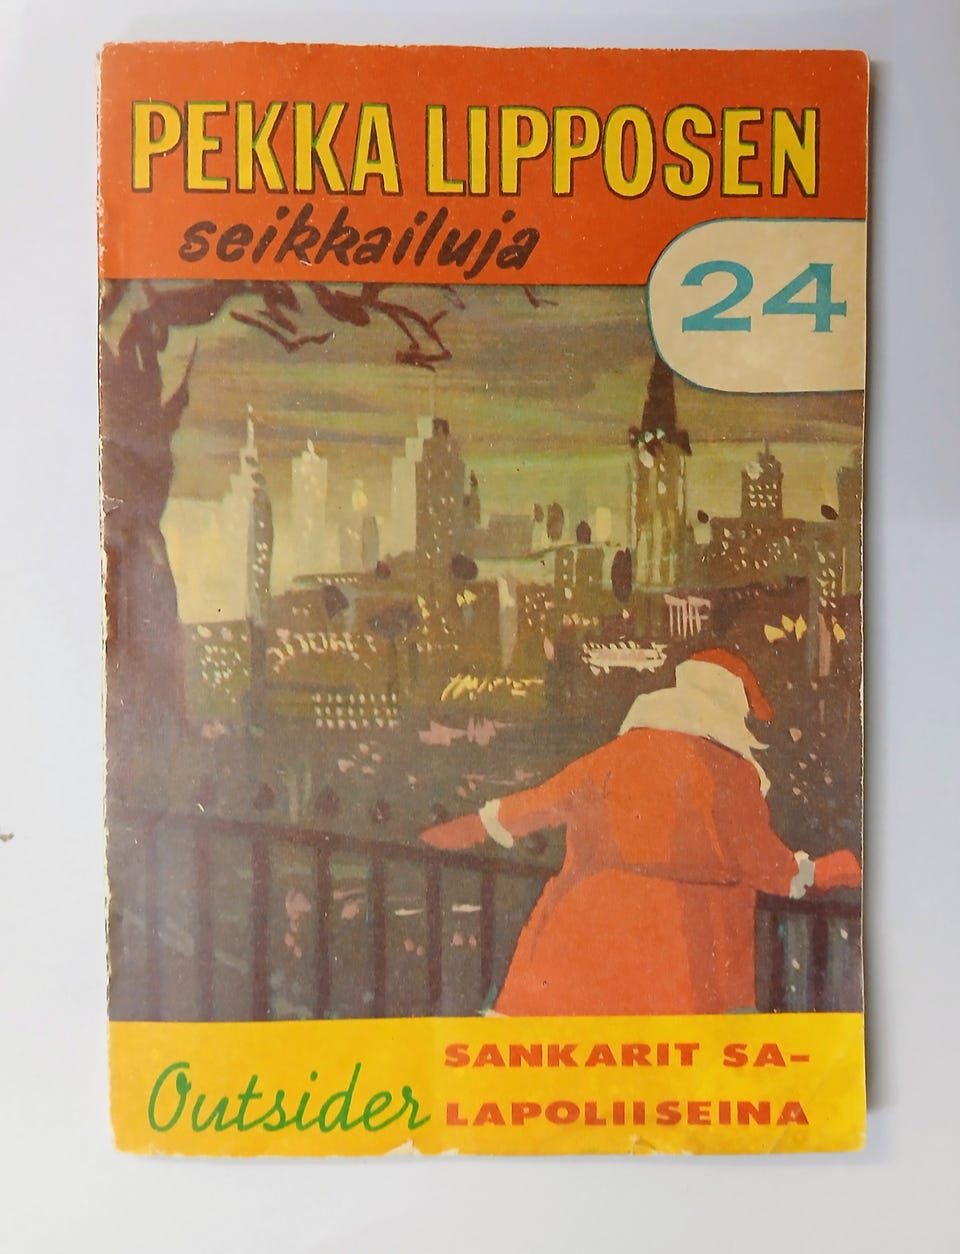 PEKKA LIPPOSEN
seikkailuja
24
Outsider
SANKARIT SA-
LAPOLIISEINA